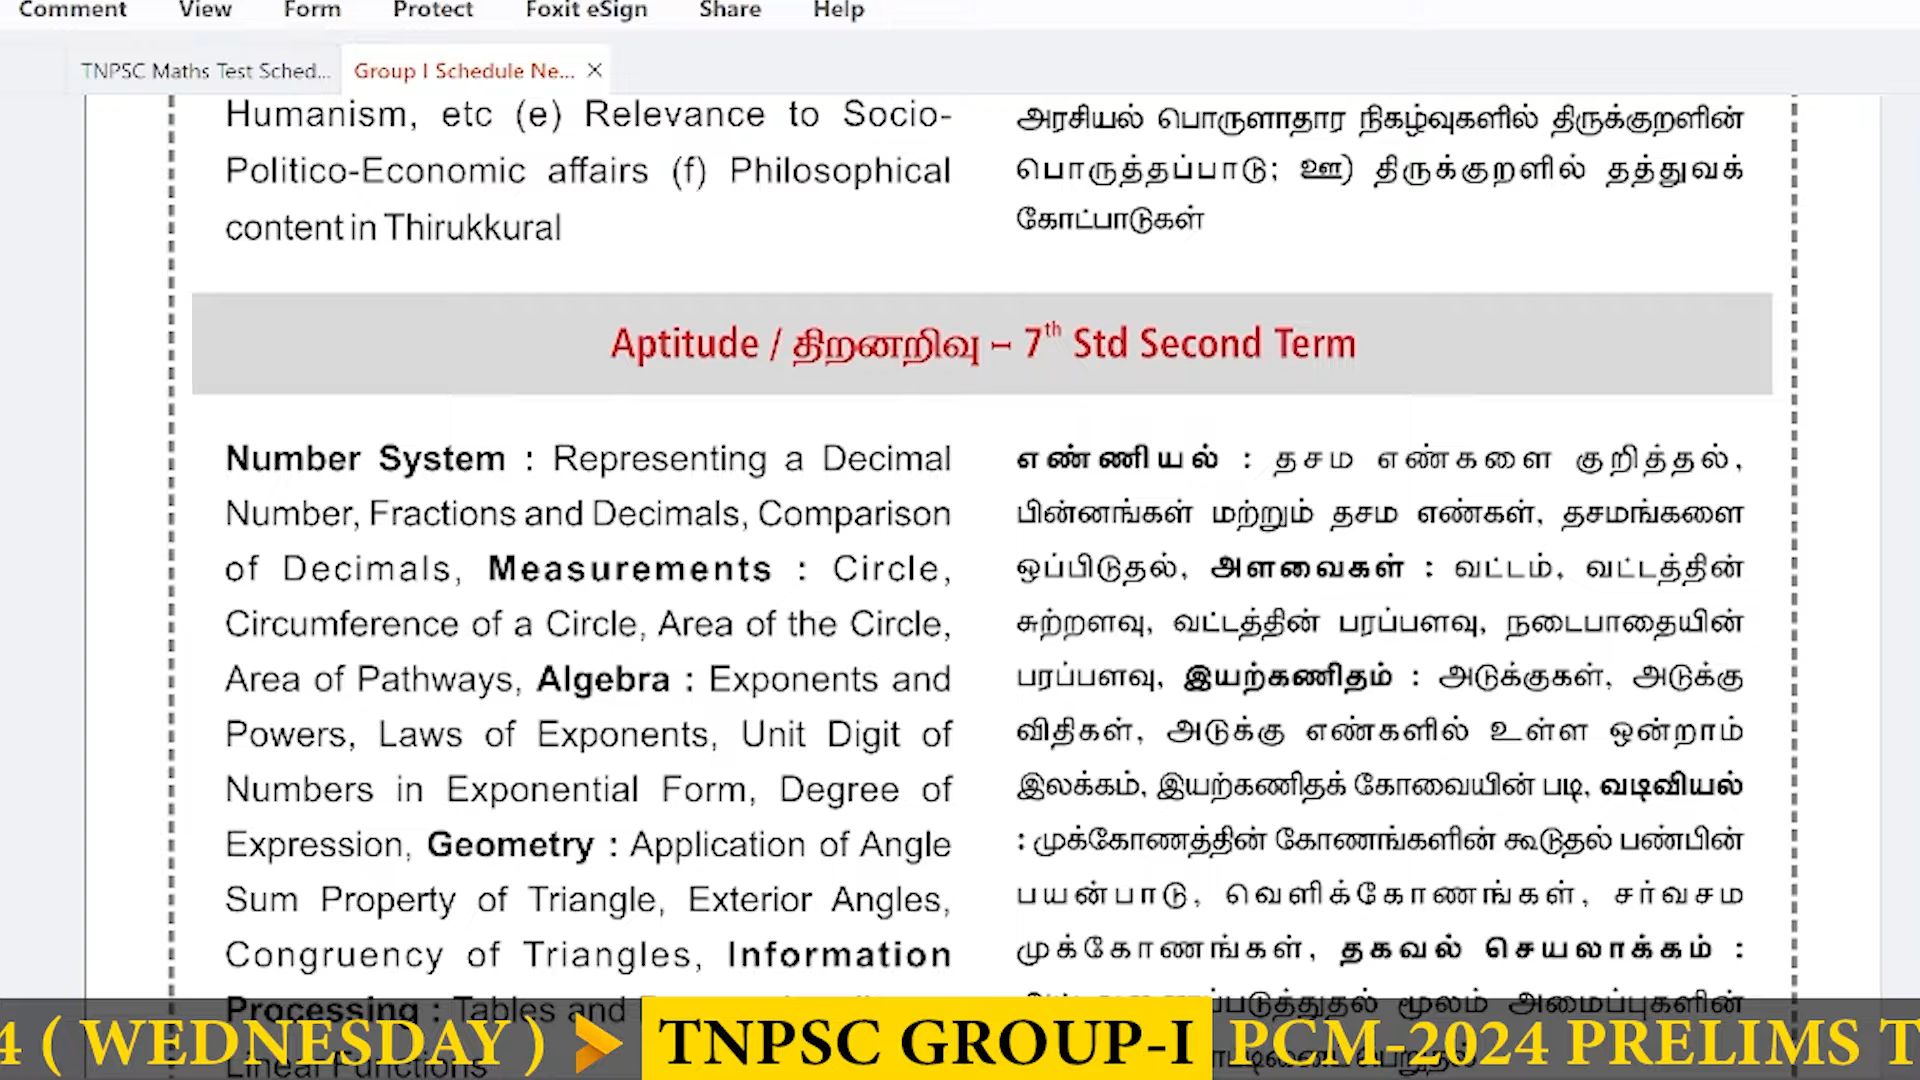 Comment View Form Protect Foxit eSign Share Help
TNPSC Maths Test Sched... Group I Schedule Ne...
Humanism, etc (e) Relevance to Socio-
Politico-Economic affairs (f) Philosophical
content in Thirukkural
அரசியல் பொருளாதார நிகழ்வுகளில் திருக்குறளின்
பொருத்தப்பாடு; ஊ) திருக்குறளில் தத்துவக்
கோட்பாடுகள்
Aptitude / திறனறிவு – 7th Std Second Term
Number System : Representing a Decimal
Number, Fractions and Decimals, Comparison
of Decimals, Measurements : Circle,
Circumference of a Circle, Area of the Circle,
Area of Pathways, Algebra : Exponents and
Powers, Laws of Exponents, Unit Digit of
Numbers in Exponential Form, Degree of
Expression, Geometry : Application of Angle
Sum Property of Triangle, Exterior Angles,
Congruency of Triangles, Information
Processing : Tables and
Linear Functions
எண்ணியல் : தசம எண்களை குறித்தல்,
பின்னங்கள் மற்றும் தசம எண்கள், தசமங்களை
ஒப்பிடுதல், அளவைகள் : வட்டம், வட்டத்தின்
சுற்றளவு, வட்டத்தின் பரப்பளவு, நடைபாதையின்
பரப்பளவு, இயற்கணிதம் : அடுக்குகள், அடுக்கு
விதிகள், அடுக்கு எண்களில் உள்ள ஒன்றாம்
இலக்கம், இயற்கணிதக் கோவையின் படி, வடிவியல்
: முக்கோணத்தின் கோணங்களின் கூடுதல் பண்பின்
பயன்பாடு, வெளிக்கோணங்கள், சர்வசம
முக்கோணங்கள், தகவல் செயலாக்கம் :
மூலம் அமைப்புகளின்
4 ( WEDNESDAY ) TNPSC GROUP-I PCM-2024 PRELIMS T